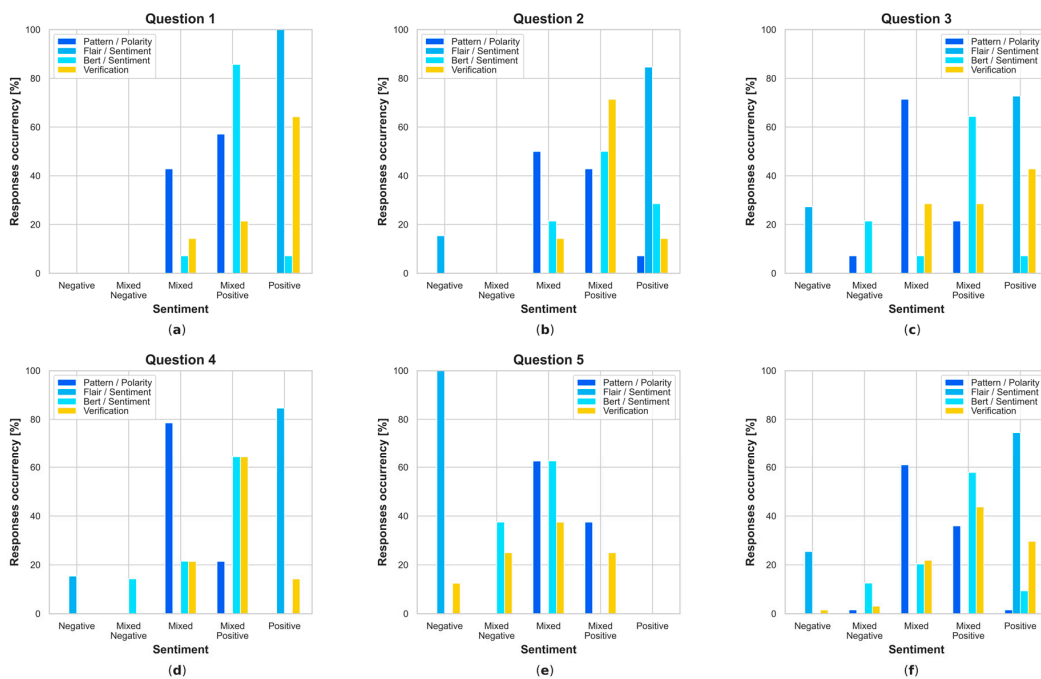 Question 1
Responses occurrency [%]
100
80
60
40
20
0
Pattern / Polarity
Flair / Sentiment
Bert / Sentiment
Verification
Negative
Mixed
Negative
Mixed
Mixed
Positive
Positive
Sentiment
(a)
Question 2
Responses occurrency [%]
100
80
60
40
20
0
Pattern / Polarity
Flair / Sentiment
Bert / Sentiment
Verification
Negative
Mixed
Negative
Mixed
Mixed
Positive
Positive
Sentiment
(b)
Question 3
Responses occurrency [%]
100
80
60
40
20
0
Pattern / Polarity
Flair / Sentiment
Bert / Sentiment
Verification
Negative
Mixed
Negative
Mixed
Mixed
Positive
Positive
Sentiment
(c)
Question 4
Responses occurrency [%]
100
80
60
40
20
0
Pattern / Polarity
Flair / Sentiment
Bert / Sentiment
Verification
Negative
Mixed
Negative
Mixed
Mixed
Positive
Positive
Sentiment
(d)
Question 5
Responses occurrency [%]
100
80
60
40
20
0
Pattern / Polarity
Flair / Sentiment
Bert / Sentiment
Verification
Negative
Mixed
Negative
Mixed
Mixed
Positive
Positive
Sentiment
(e)
Responses occurrency [%]
100
80
60
40
20
0
Pattern / Polarity
Flair / Sentiment
Bert / Sentiment
Verification
Negative
Mixed
Negative
Mixed
Mixed
Positive
Positive
Sentiment
(f)